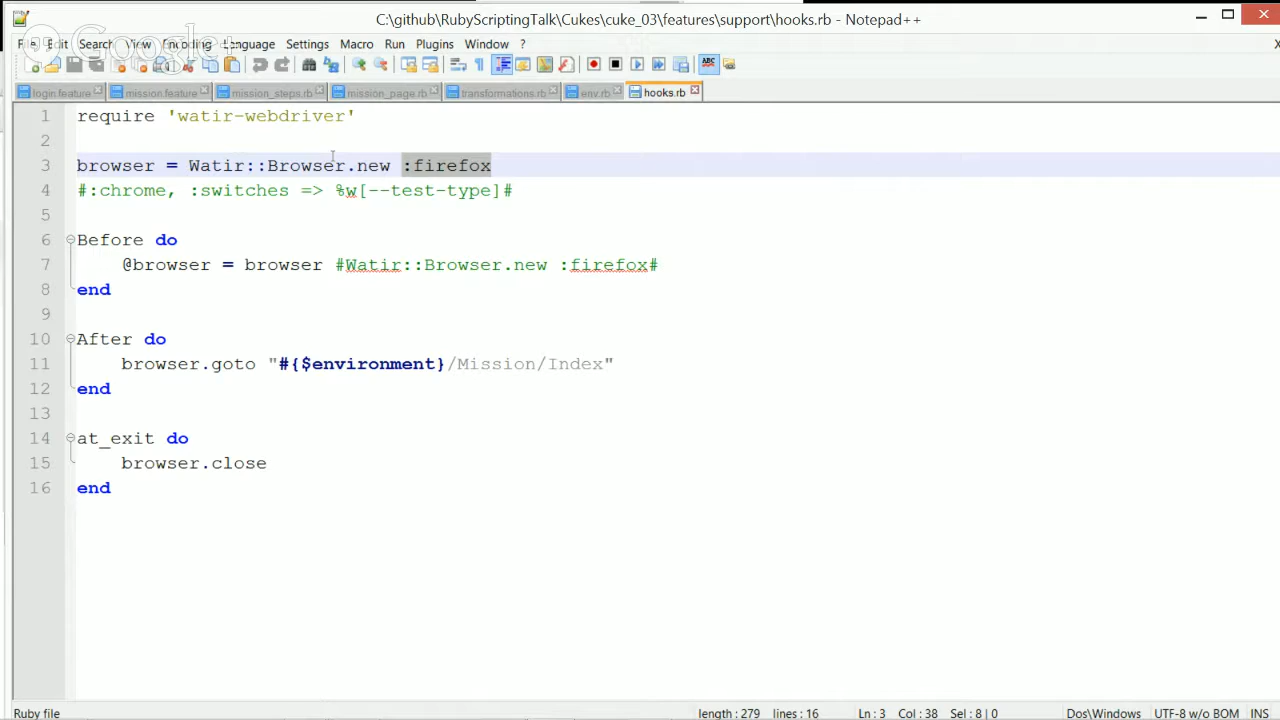 C:\github\RubyScriptingTalk\Cukes\cuke_03\features\support\hooks.rb - Notepad++
Google+
File Edit Search View Encoding Language Settings Macro Run Plugins Window ?
login.feature mission.feature mission_steps.rb mission_page.rb transformations.rb env.rb hooks.rb
1 require 'watir-webdriver'
2
3 browser = Watir::Browser.new :firefox
4 #:chrome, :switches => %w[--test-type]#
5
6 Before do
7 @browser = browser #Watir::Browser.new :firefox#
8 end
9
10 After do
11 browser.goto "#{$environment}/Mission/Index"
12 end
13
14 at_exit do
15 browser.close
16 end
Ruby file length : 279 lines : 16 Ln : 3 Col : 38 Sel : 8 | 0 Dos\Windows UTF-8 w/o BOM INS